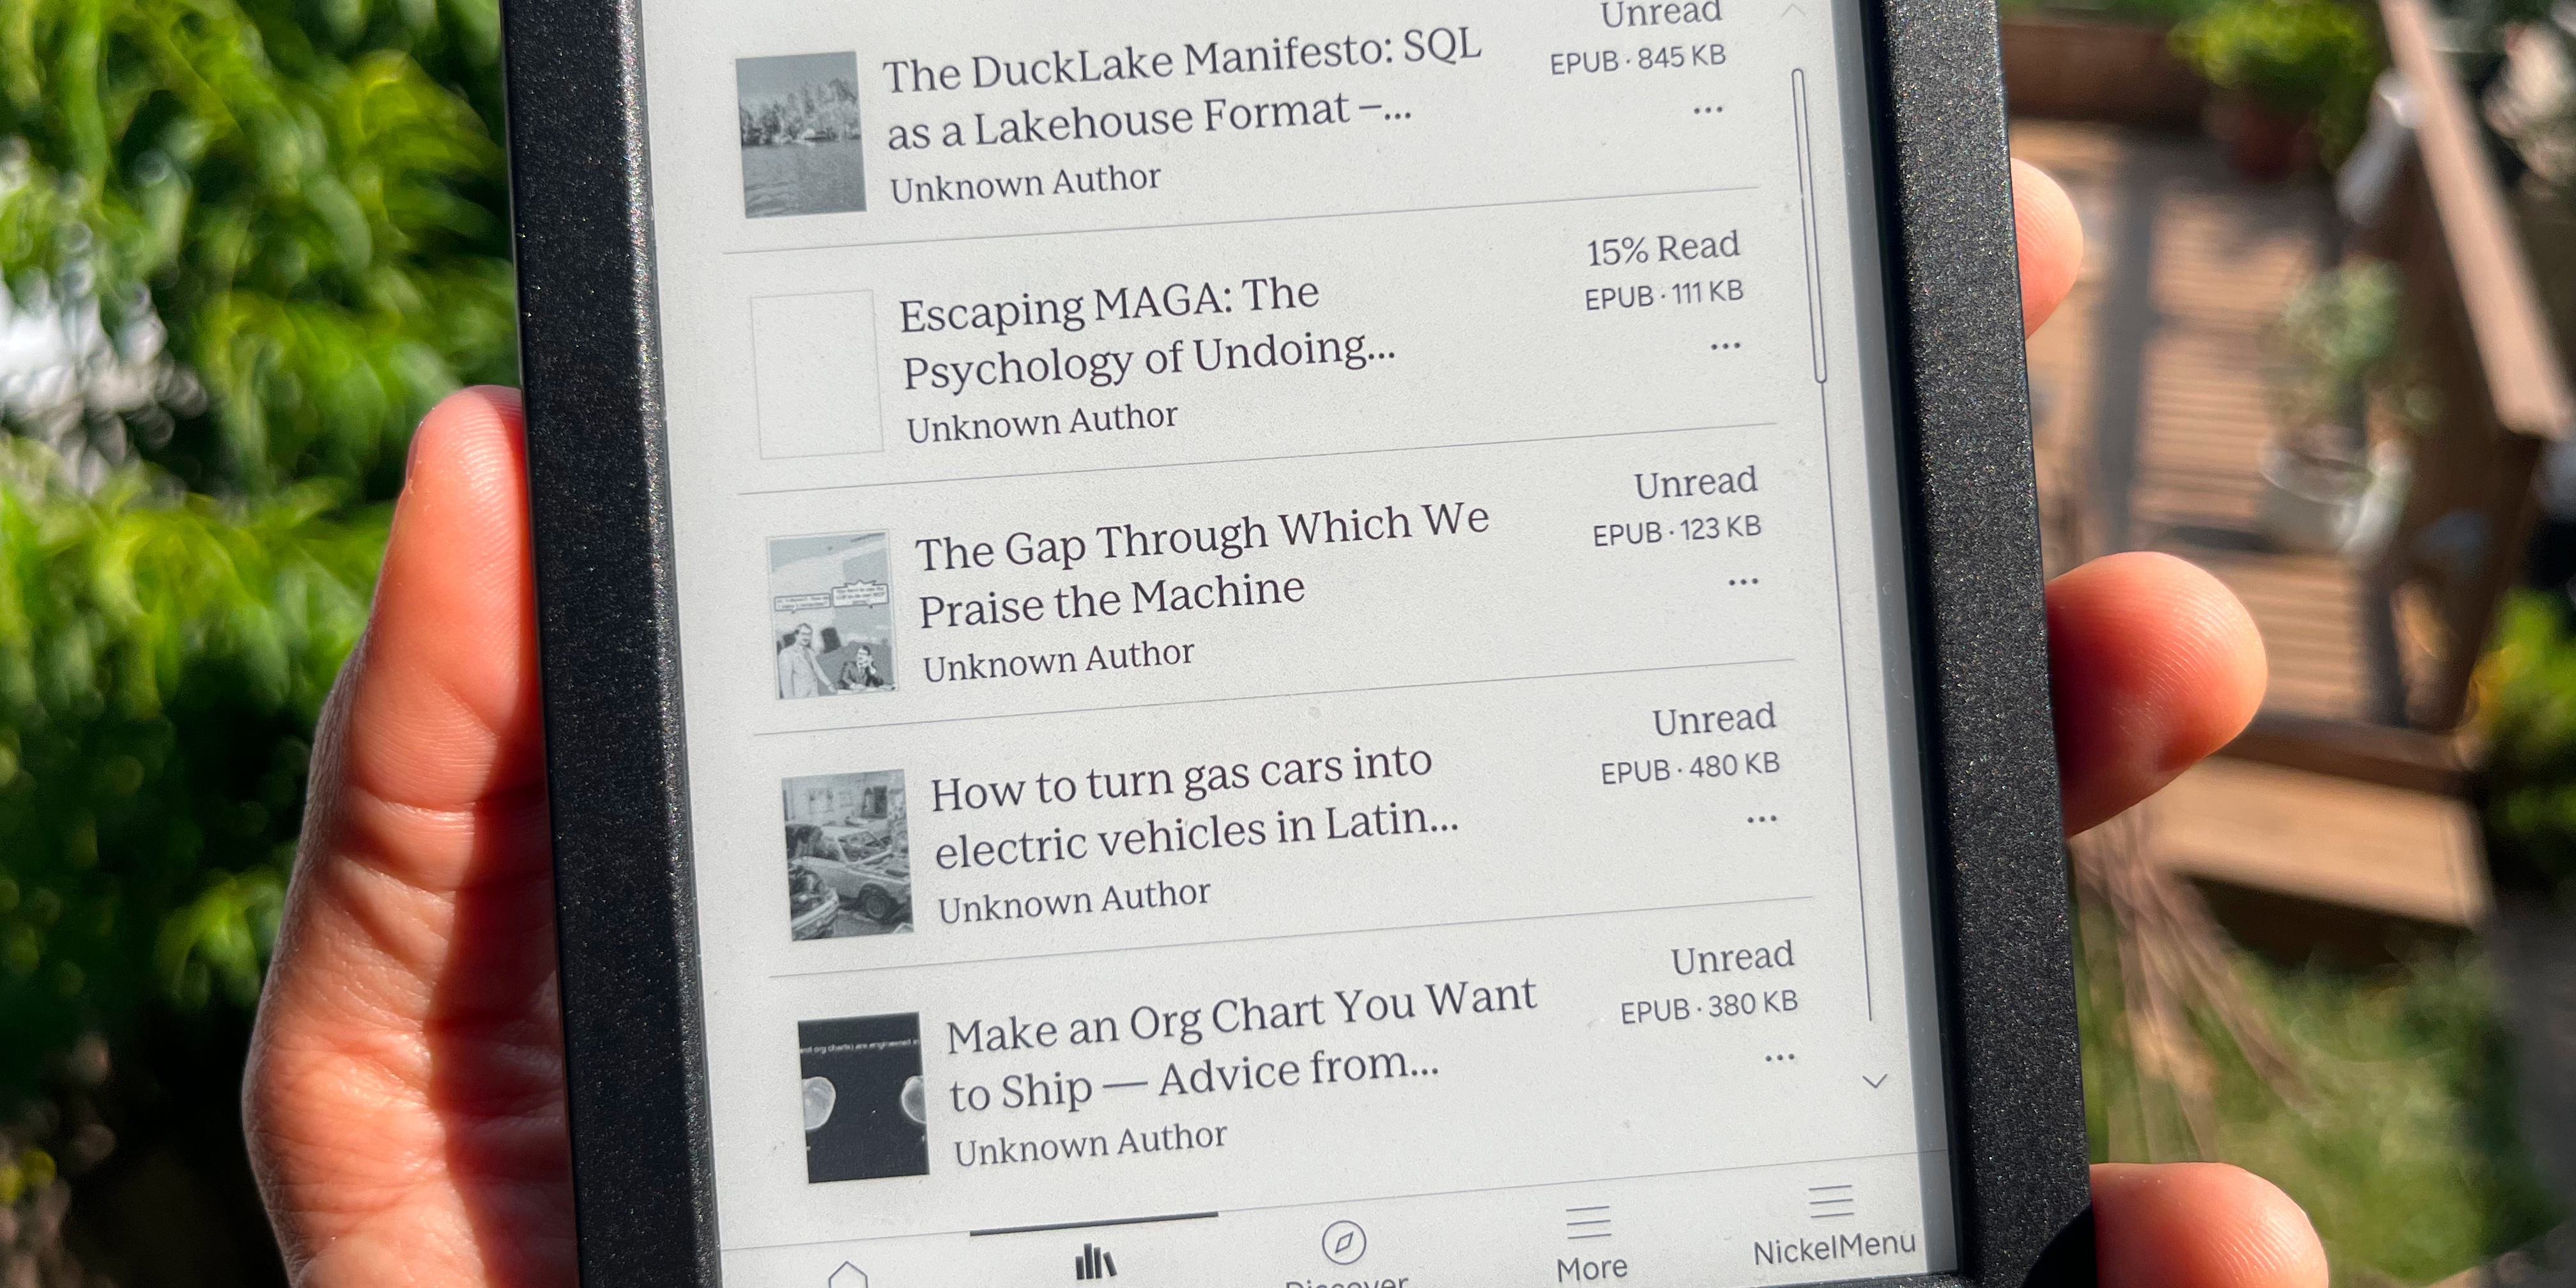 Unread
The DuckLake Manifesto: SQL
EPUB · 845 KB
as a Lakehouse Format –...
...
Unknown Author
15% Read
Escaping MAGA: The
EPUB · 111 KB
Psychology of Undoing...
...
Unknown Author
Unread
The Gap Through Which We
EPUB · 123 KB
Praise the Machine
...
Unknown Author
Unread
How to turn gas cars into
EPUB · 480 KB
electric vehicles in Latin...
...
Unknown Author
Unread
Make an Org Chart You Want
EPUB · 380 KB
to Ship — Advice from...
...
Unknown Author
Discover
More
NickelMenu